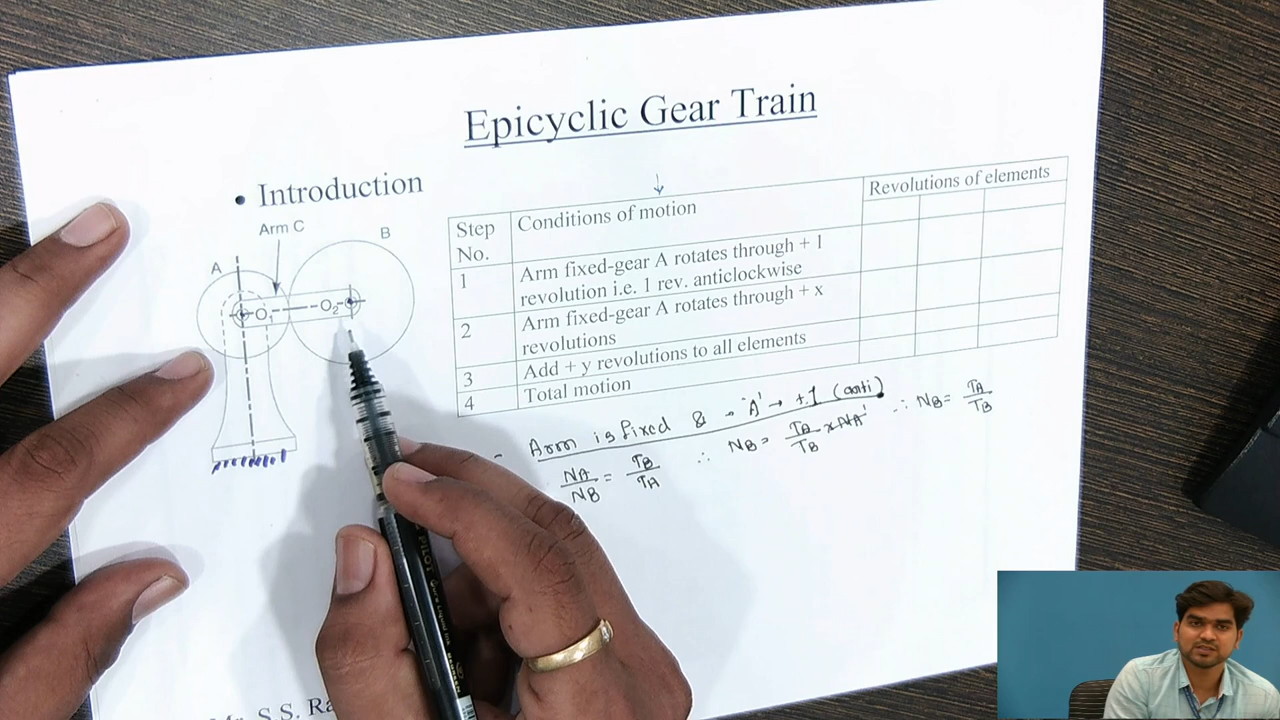 Epicyclic Gear Train
• Introduction
Arm C
B
A
O1
O2
Step No.
Conditions of motion
Revolutions of elements
1
Arm fixed-gear A rotates through + 1
revolution i.e. 1 rev. anticlockwise
2
Arm fixed-gear A rotates through + x
revolutions
3
Add + y revolutions to all elements
4
Total motion
- Arm is fixed & → 'A' → +1 (anti)
NA/NB = TB/TA ∴ NB = TA/TB × NA ∴ NB = TA/TB
PILOT
Mr. S.S.